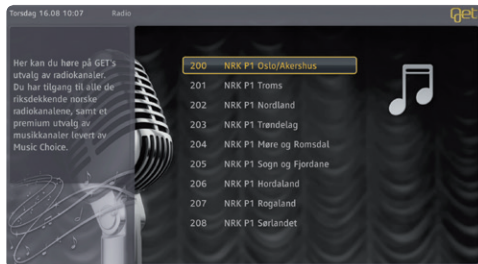 Torsdag 16.08 10:07 Radio
Get
Her kan du høre på GET's
utvalg av radiokanaler.
Du har tilgang til alle de
riksdekkende norske
radiokanalene, samt et
premium utvalg av
musikkanaler levert av
Music Choice.
200 NRK P1 Oslo/Akershus
201 NRK P1 Troms
202 NRK P1 Nordland
203 NRK P1 Trøndelag
204 NRK P1 Møre og Romsdal
205 NRK P1 Sogn og Fjordane
206 NRK P1 Hordaland
207 NRK P1 Rogaland
208 NRK P1 Sørlandet